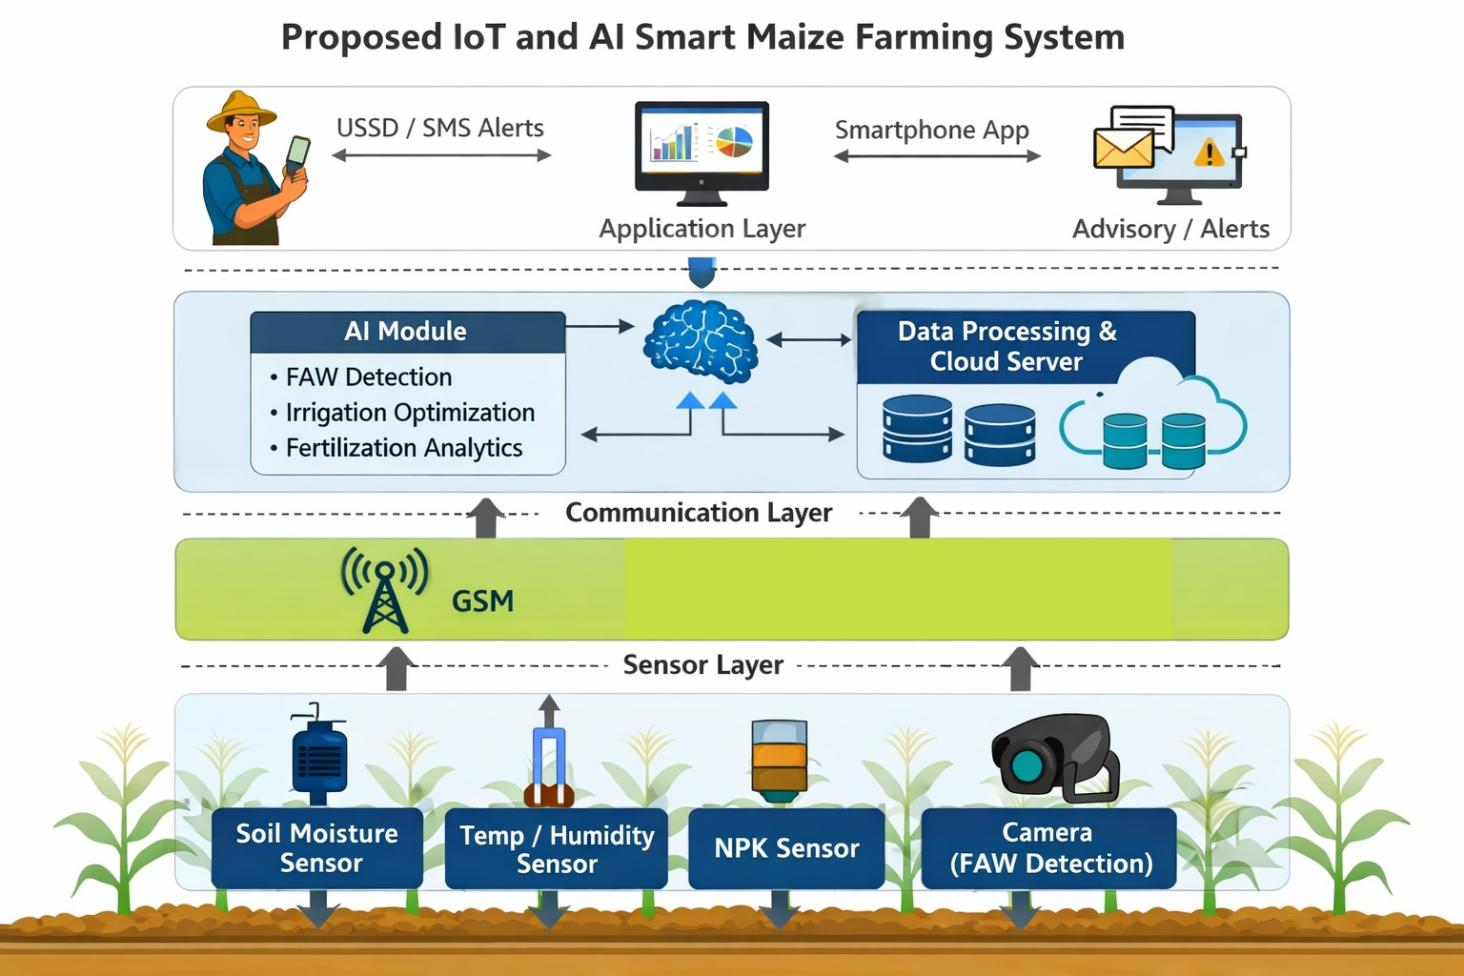 Proposed IoT and AI Smart Maize Farming System
USSD / SMS Alerts
Smartphone App
Application Layer
Advisory / Alerts
AI Module
• FAW Detection
• Irrigation Optimization
• Fertilization Analytics
Data Processing &
Cloud Server
Communication Layer
GSM
Sensor Layer
Soil Moisture
Sensor
Temp / Humidity
Sensor
NPK Sensor
Camera
(FAW Detection)